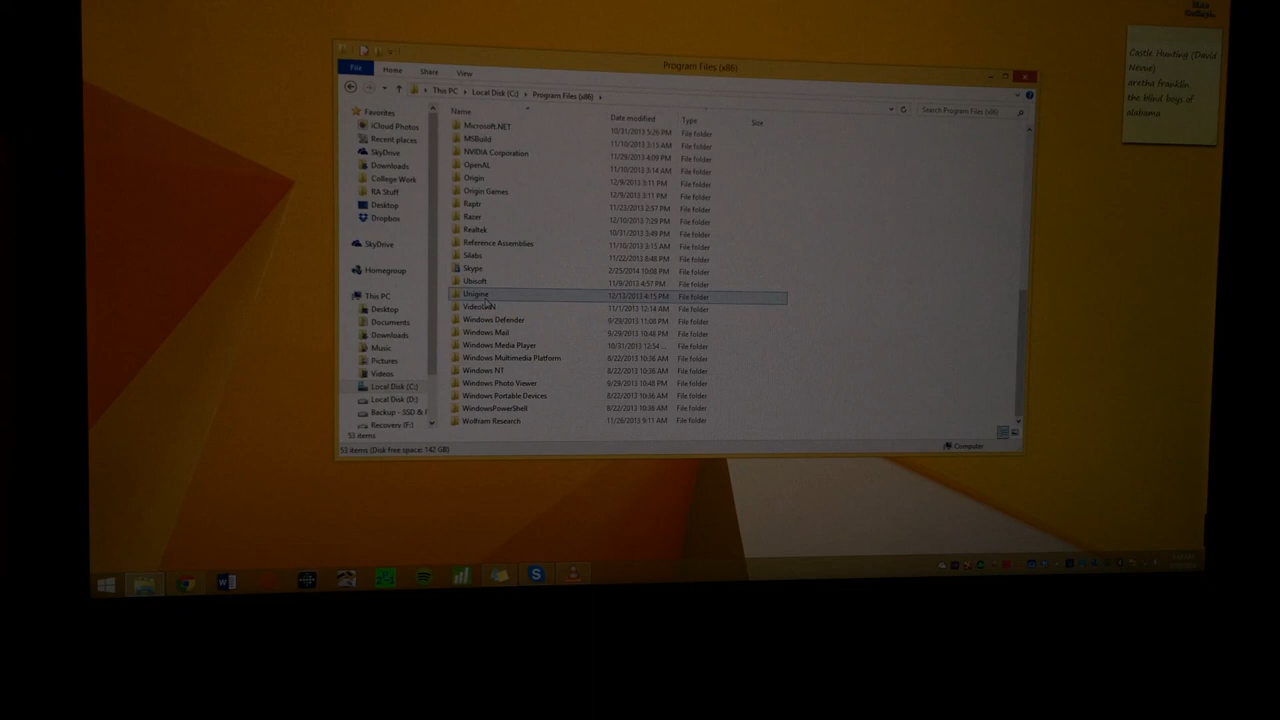 Castle Hunting (David
Nevue)
aretha franklin
the blind boys of
alabama
Program Files (x86)
File Home Share View
This PC Local Disk (C:) Program Files (x86)
Search Program Files (x86)
Name Date modified Type Size
Favorites
iCloud Photos
Recent places
SkyDrive
Downloads
College Work
RA Stuff
Desktop
Dropbox
SkyDrive
Homegroup
This PC
Desktop
Documents
Downloads
Music
Pictures
Videos
Local Disk (C:)
Local Disk (D:)
Backup - SSD &
Recovery (F:)
Microsoft.NET 10/31/2013 5:26 PM File folder
MSBuild 11/10/2013 3:15 AM File folder
NVIDIA Corporation 11/29/2013 4:09 PM File folder
OpenAL 11/10/2013 3:14 AM File folder
Origin 12/9/2013 3:11 PM File folder
Origin Games 12/9/2013 3:11 PM File folder
Raptr 11/23/2013 2:57 PM File folder
Razer 12/10/2013 7:29 PM File folder
Realtek 10/31/2013 3:49 PM File folder
Reference Assemblies 11/10/2013 3:15 AM File folder
Silabs 11/22/2013 8:48 PM File folder
Skype 2/25/2014 10:08 PM File folder
Ubisoft 11/9/2013 4:57 PM File folder
Unigine 12/13/2013 4:15 PM File folder
VideoLAN 11/1/2013 12:14 AM File folder
Windows Defender 9/29/2013 11:08 PM File folder
Windows Mail 9/29/2013 10:48 PM File folder
Windows Media Player 10/31/2013 12:54 ... File folder
Windows Multimedia Platform 8/22/2013 10:36 AM File folder
Windows NT 8/22/2013 10:36 AM File folder
Windows Photo Viewer 9/29/2013 10:48 PM File folder
Windows Portable Devices 8/22/2013 10:36 AM File folder
WindowsPowerShell 8/22/2013 10:36 AM File folder
Wolfram Research 11/26/2013 9:11 AM File folder
53 items
53 items (Disk free space: 142 GB) Computer